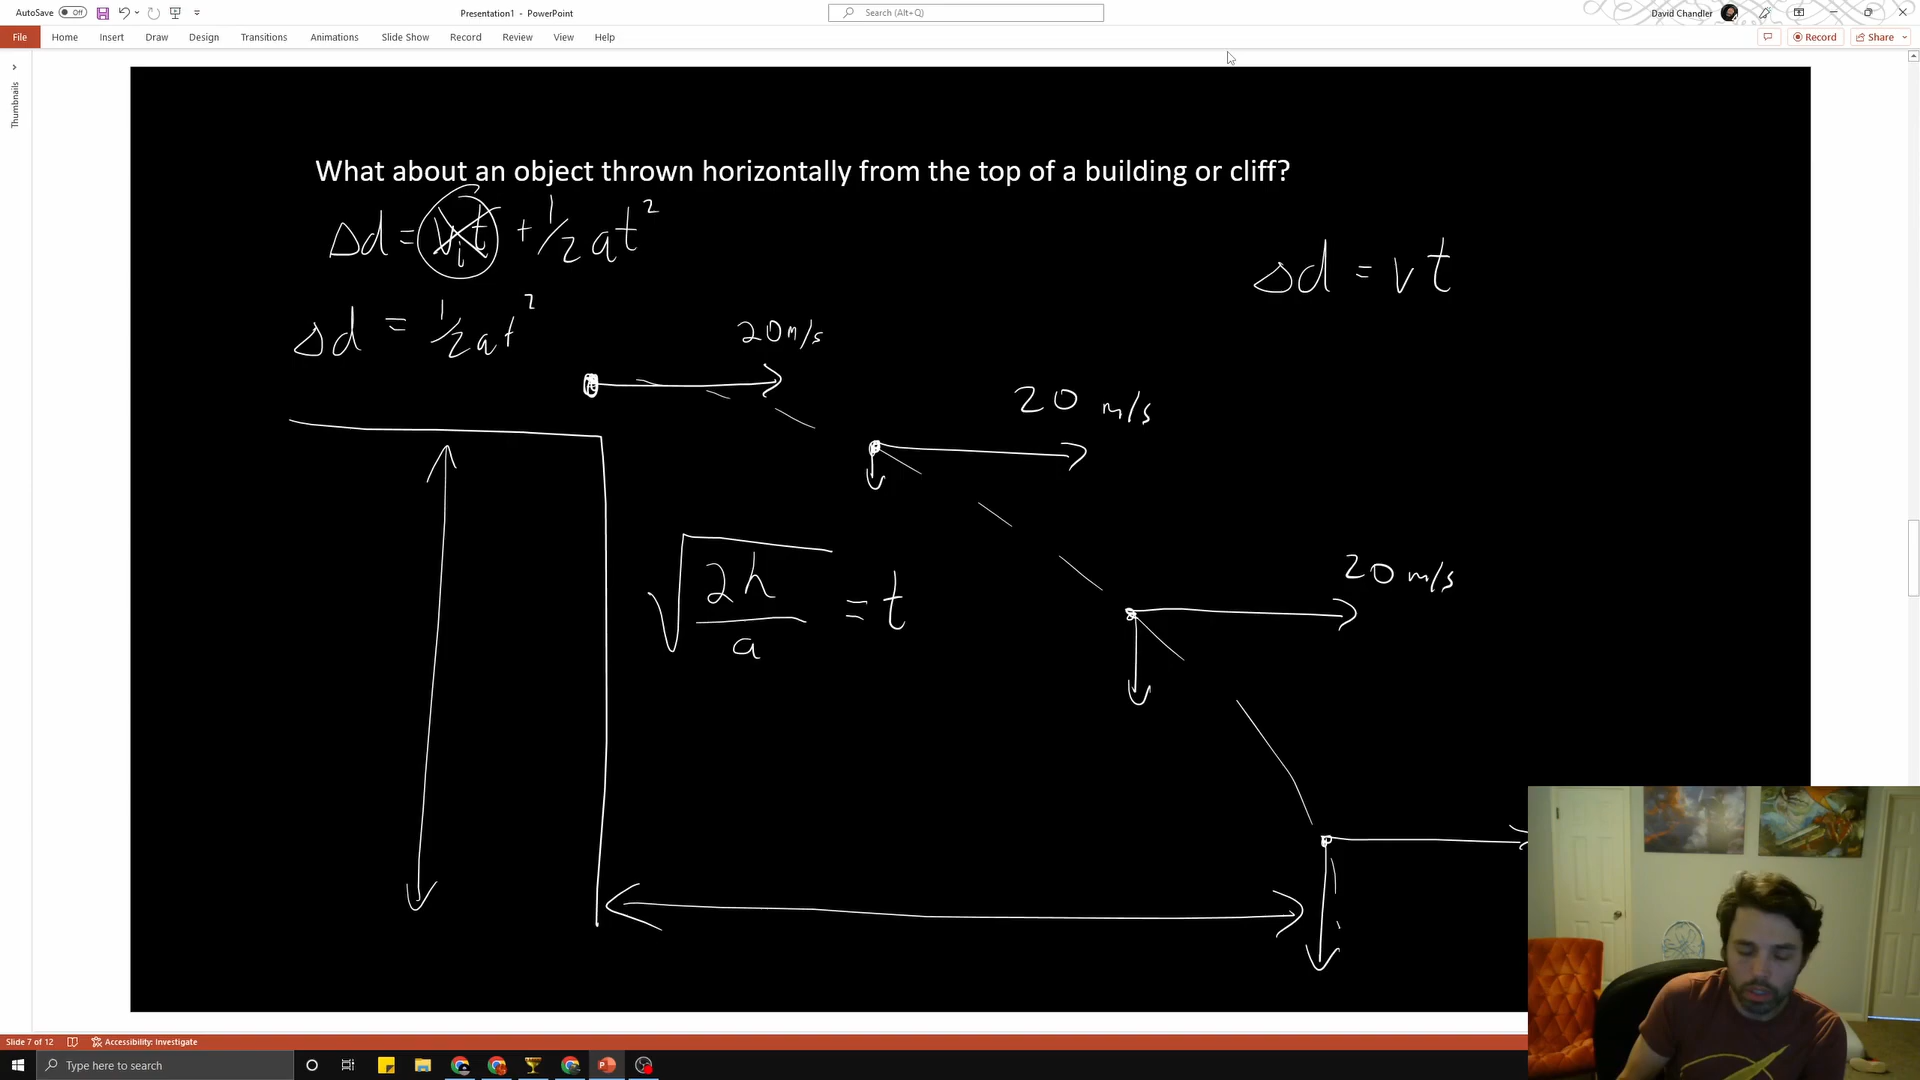 AutoSave Off
Presentation1 - PowerPoint
Search (Alt+Q)
David Chandler
File Home Insert Draw Design Transitions Animations Slide Show Record Review View Help
Record Share
Thumbnails
What about an object thrown horizontally from the top of a building or cliff?
Δd = vᵢt + 1/2 at²
Δd = vt
Δd = 1/2 at²
20 m/s
20 m/s
20 m/s
√(2h/a) = t
Slide 7 of 12 Accessibility: Investigate
Type here to search